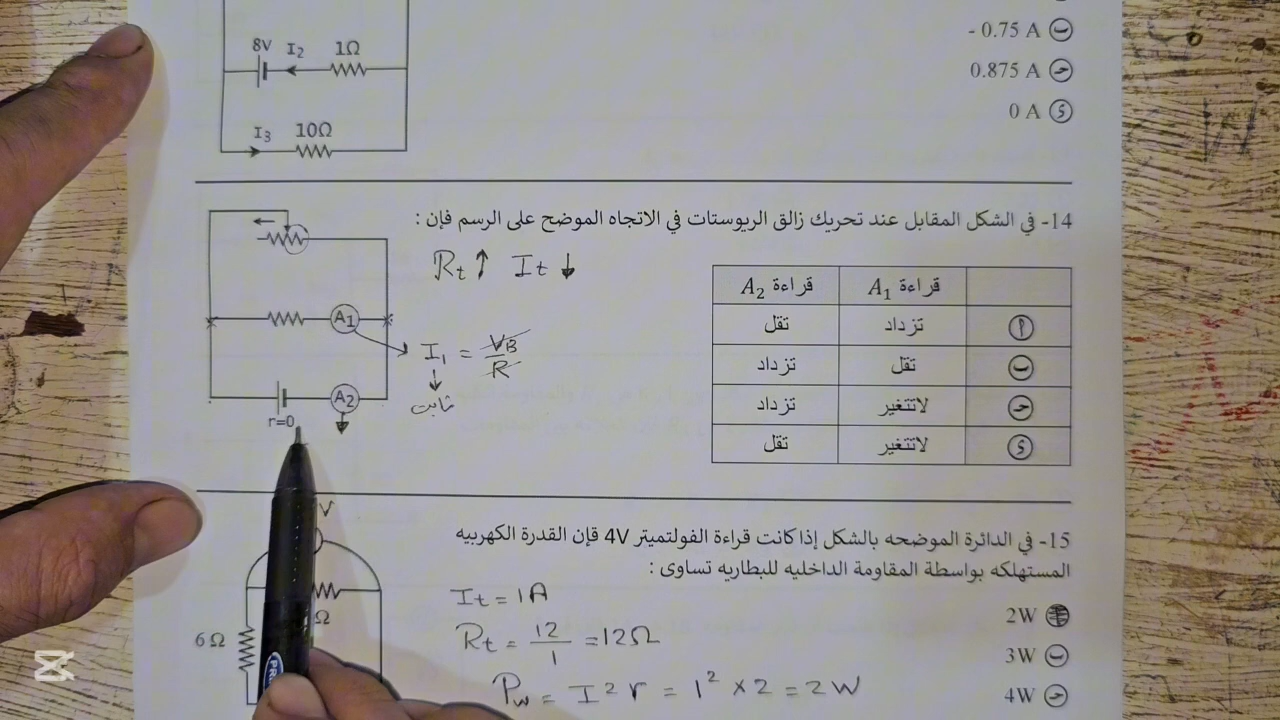 - 0.75 A ب
0.875 A ج
0 A د
8V I₂ 1Ω
I₃ 10Ω
14- في الشكل المقابل عند تحريك زالق الريوستات في الاتجاه الموضح على الرسم فإن :
Rt ↑ It ↓
قراءة A₁ قراءة A₂
أ تزداد تقل
ب تقل تزداد
ج لاتتغير تزداد
د لاتتغير تقل
A₁
I₁ = VB / R
ثابت
A₂
r=0
15- في الدائرة الموضحه بالشكل إذا كانت قراءة الفولتميتر 4V فإن القدرة الكهربيه
المستهلكه بواسطة المقاومة الداخليه للبطاريه تساوى :
V
Ω
6 Ω
It = 1A
Rt = 12/1 = 12Ω
Pw = I² r = 1² × 2 = 2 W
2W
3W ب
4W ج